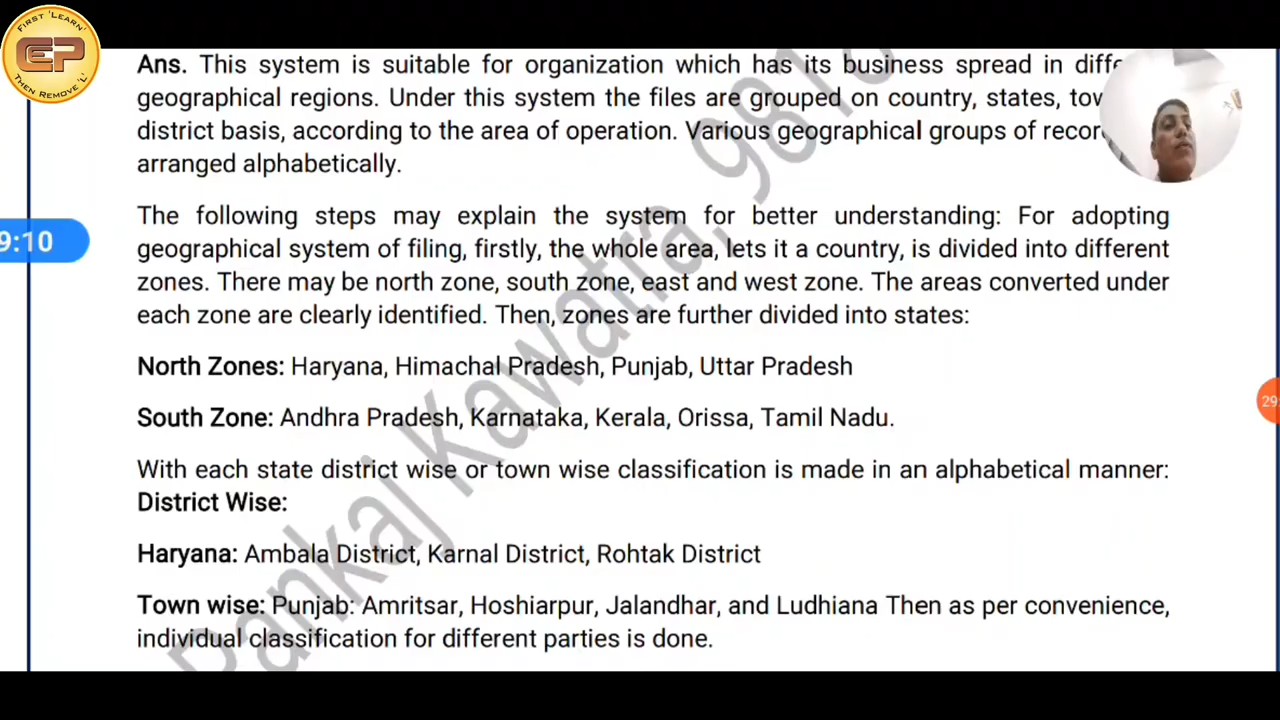 FIRST 'LEARN'
CEP
THEN REMOVE 'L'
Ans. This system is suitable for organization which has its business spread in
geographical regions. Under this system the files are grouped on country, states,
district basis, according to the area of operation. Various geographical groups of
arranged alphabetically.
The following steps may explain the system for better understanding: For adopting
9:10
geographical system of filing, firstly, the whole area, lets it a country, is divided into different
zones. There may be north zone, south zone, east and west zone. The areas converted under
each zone are clearly identified. Then, zones are further divided into states:
North Zones: Haryana, Himachal Pradesh, Punjab, Uttar Pradesh
29
South Zone: Andhra Pradesh, Karnataka, Kerala, Orissa, Tamil Nadu.
With each state district wise or town wise classification is made in an alphabetical manner:
District Wise:
Haryana: Ambala District, Karnal District, Rohtak District
Town wise: Punjab: Amritsar, Hoshiarpur, Jalandhar, and Ludhiana Then as per convenience,
individual classification for different parties is done.
Pankaj Kawatra, 981